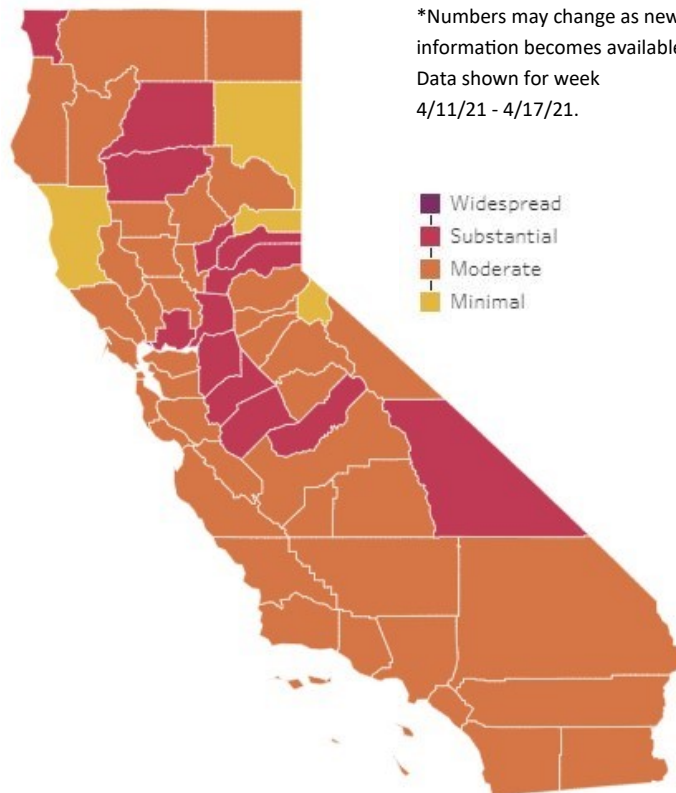 *Numbers may change as new
information becomes available
Data shown for week
4/11/21 - 4/17/21.
Widespread
Substantial
Moderate
Minimal